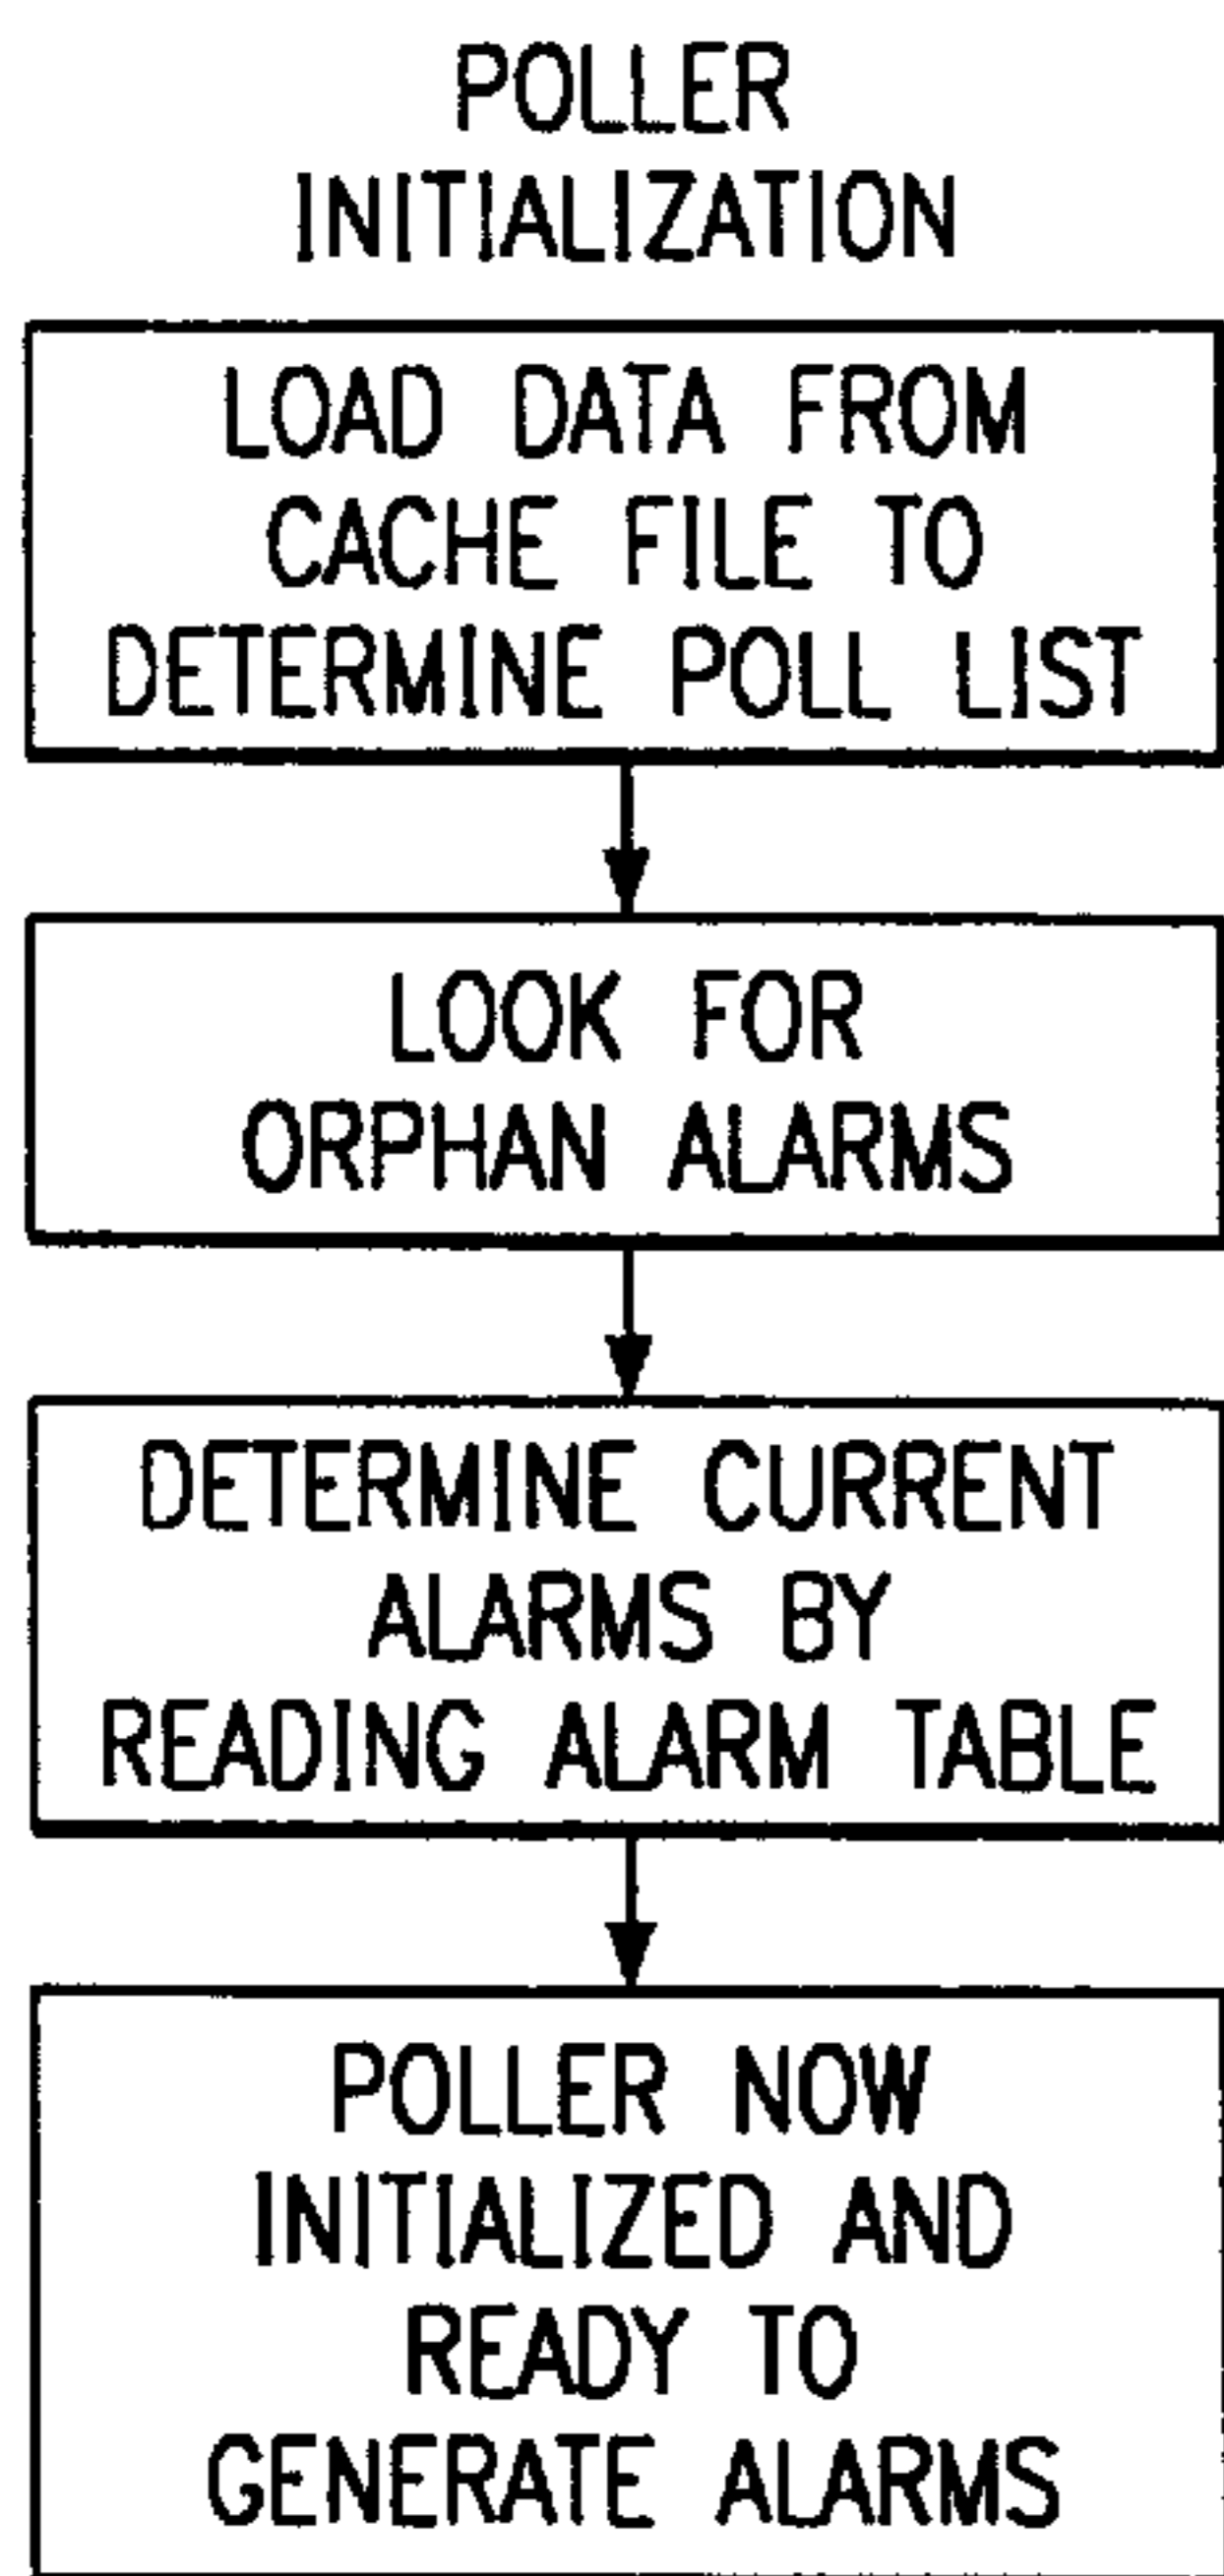 POLLER
INITIALIZATION
LOAD DATA FROM
CACHE FILE TO
DETERMINE POLL LIST
LOOK FOR
ORPHAN ALARMS
DETERMINE CURRENT
ALARMS BY
READING ALARM TABLE
POLLER NOW
INITIALIZED AND
READY TO
GENERATE ALARMS